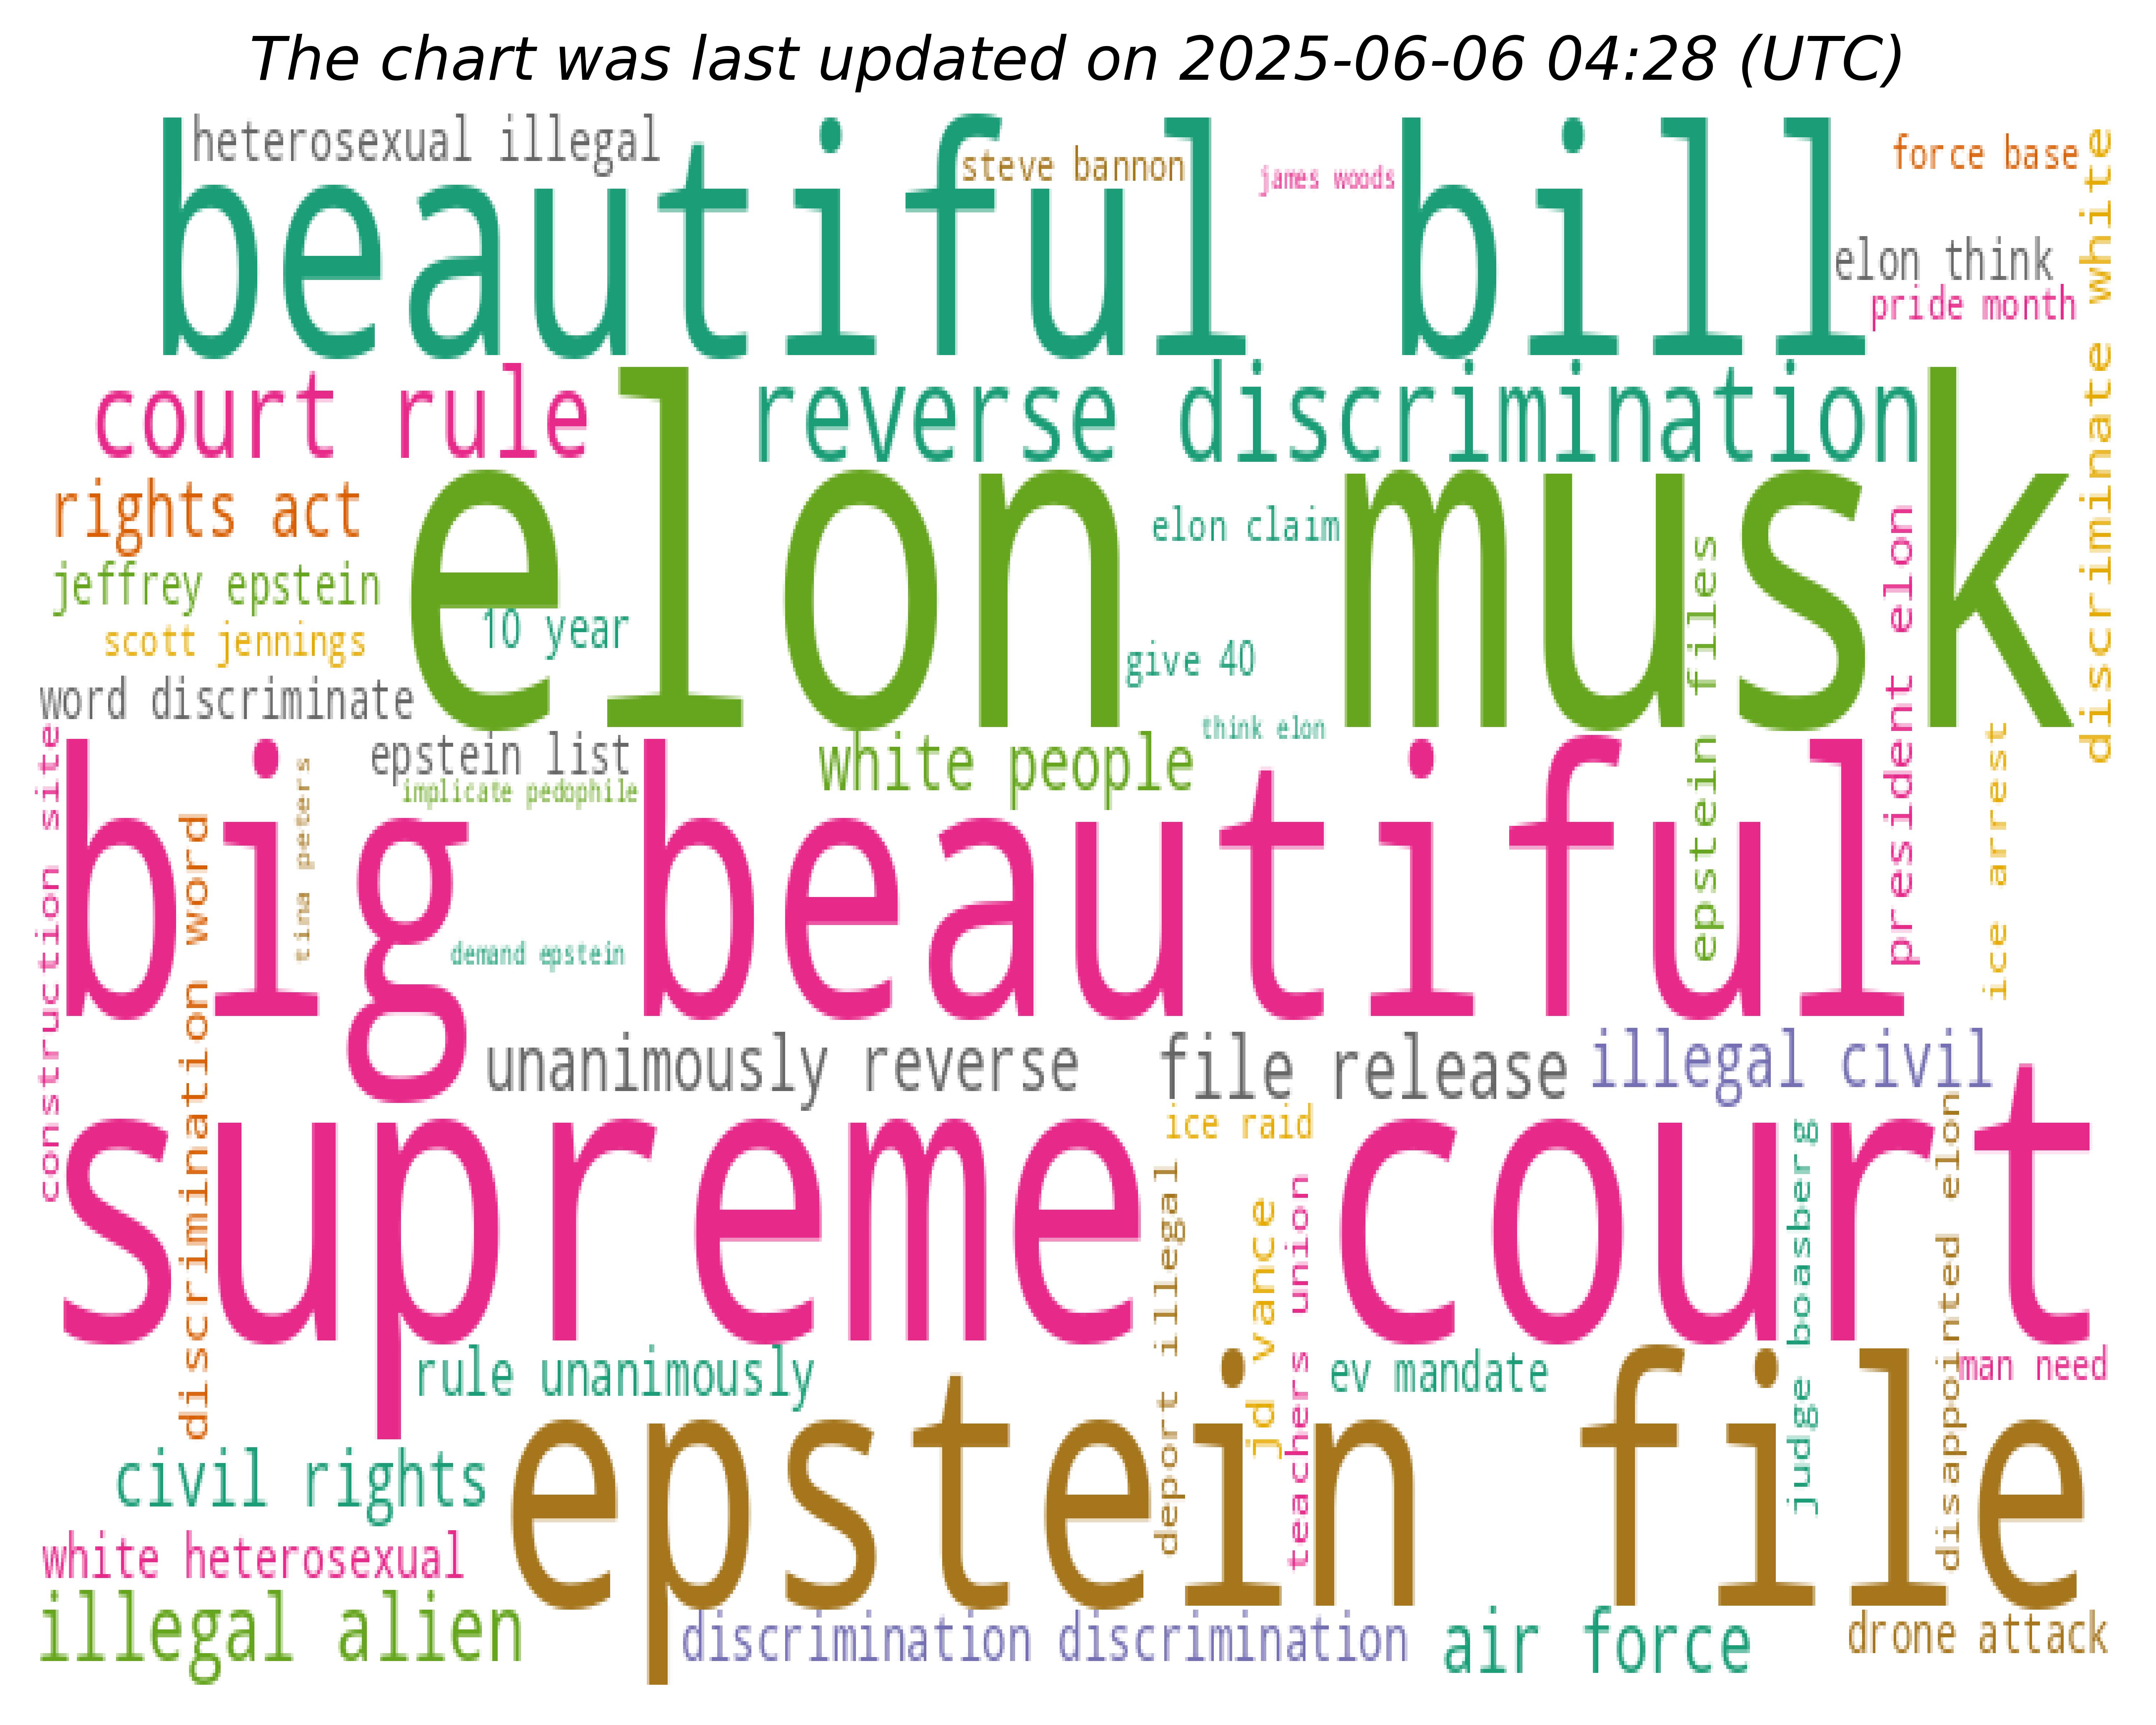 The chart was last updated on 2025-06-06 04:28 (UTC)
heterosexual illegal
beautiful bill
steve bannon
james woods
force base
discriminate white
elon think
pride month
court rule
reverse discrimination
elon musk
rights act
elon claim
jeffrey epstein
10 year
scott jennings
give 40
word discriminate
think elon
epstein files
president elon
ice arrest
construction site
epstein list
implicate pedophile
white people
big beautiful
tina peters
discrimination word
demand epstein
unanimously reverse
file release
illegal civil
supreme court
ice raid
deport illegal
jd vance
teachers union
judge boasberg
disappointed elon
rule unanimously
ev mandate
man need
epstein file
civil rights
white heterosexual
illegal alien
discrimination discrimination
air force
drone attack